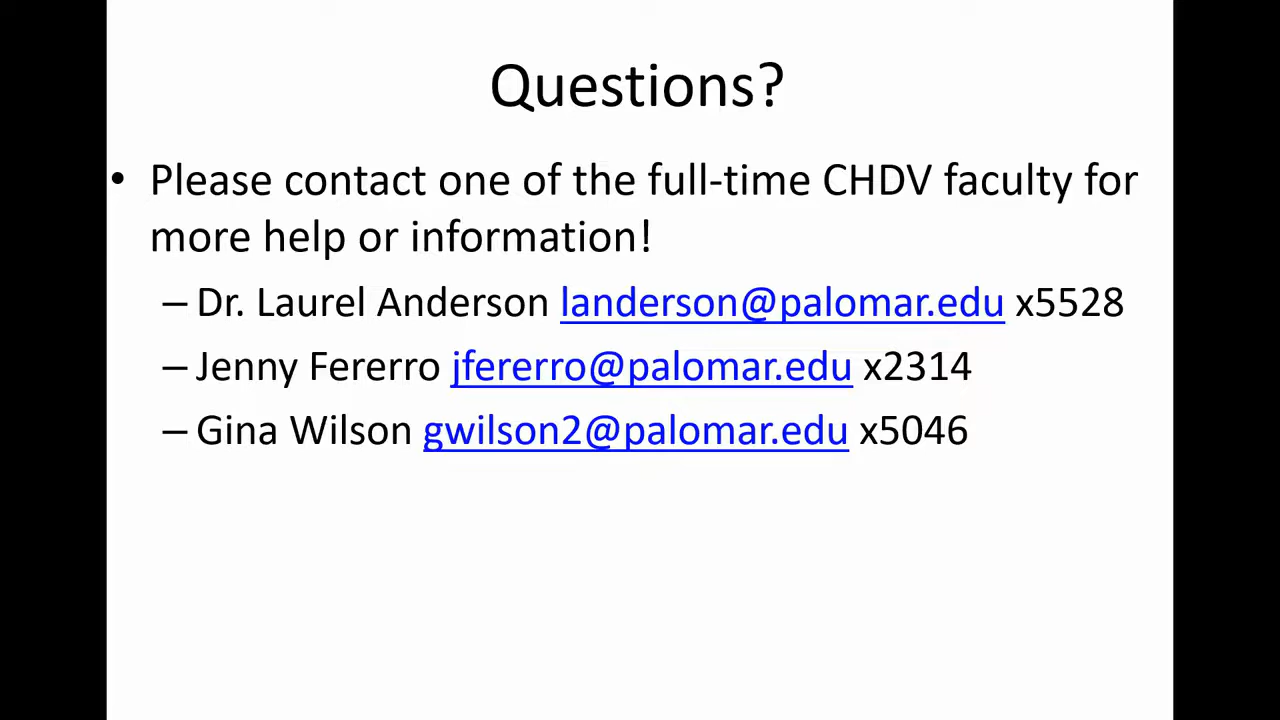 Questions?
• Please contact one of the full-time CHDV faculty for
more help or information!
– Dr. Laurel Anderson landerson@palomar.edu x5528
– Jenny Fererro jfererro@palomar.edu x2314
– Gina Wilson gwilson2@palomar.edu x5046